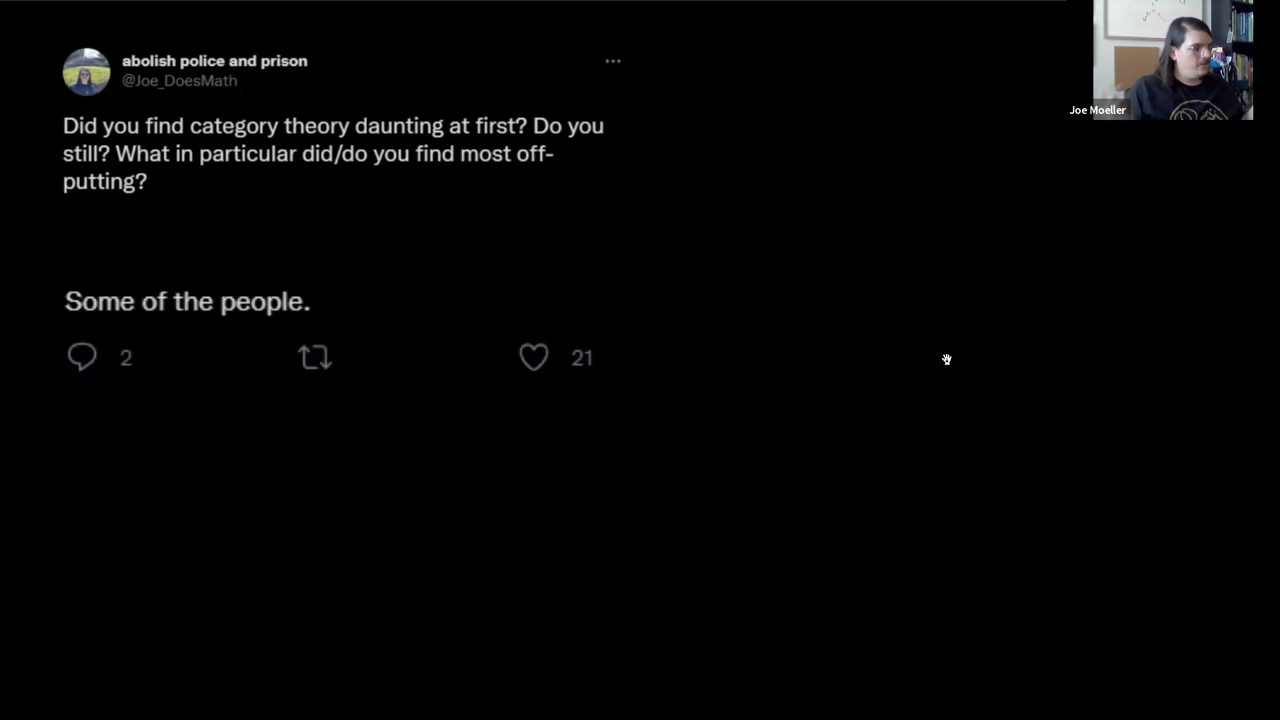 abolish police and prison
@Joe_DoesMath
Did you find category theory daunting at first? Do you
still? What in particular did/do you find most off-
putting?
Some of the people.
2
21
Joe Moeller